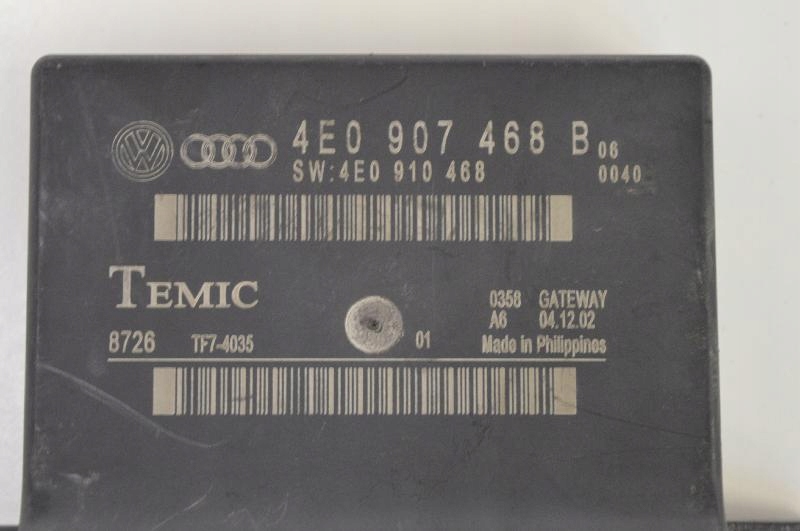 4E0 907 468 B 06
SW:4E0 910 468 0040
TEMIC
0358 GATEWAY
A6 04.12.02
8726 TF7-4035 01 Made in Philippines